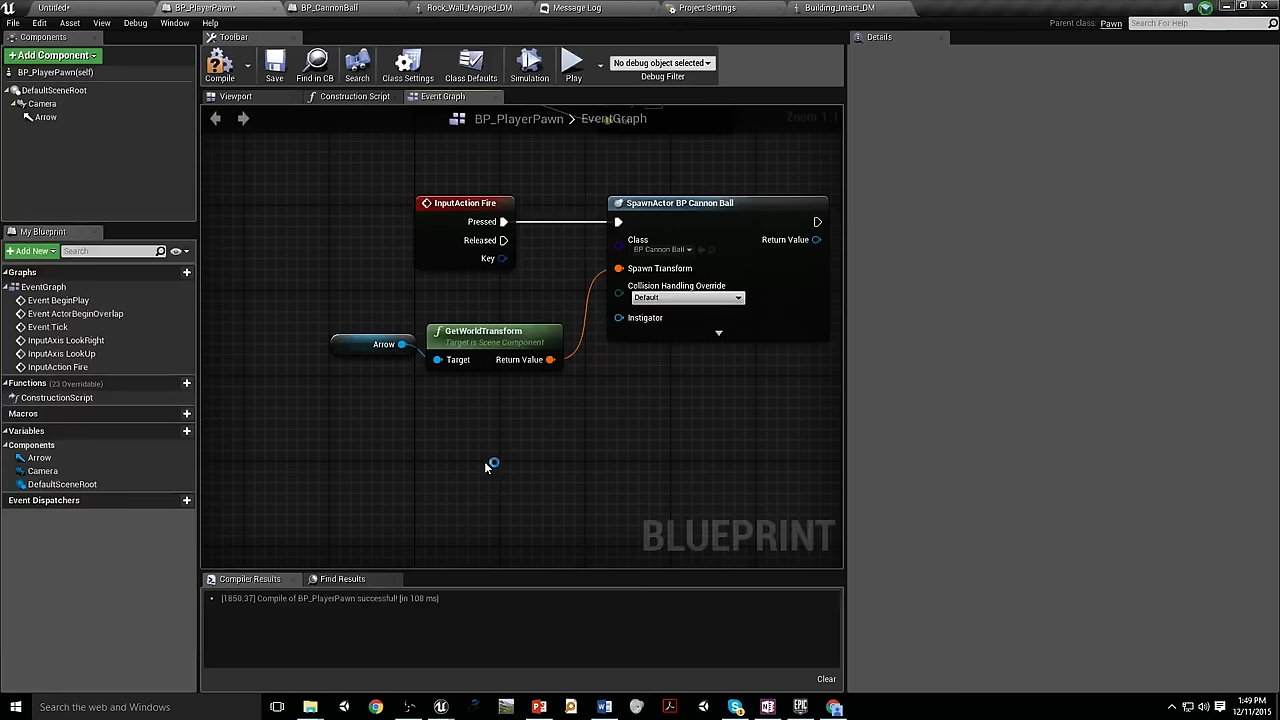 Untitled*
BP_PlayerPawn*
BP_CannonBall
Rock_Wall_Mapped_DM
Message Log
Project Settings
Building_Intact_DM
File Edit Asset View Debug Window Help
Parent class: Pawn
Search For Help
Components
Toolbar
Details
+Add Component
BP_PlayerPawn(self)
DefaultSceneRoot
Camera
Arrow
Compile
Save
Find in CB
Search
Class Settings
Class Defaults
Simulation
Play
No debug object selected
Debug Filter
Viewport
Construction Script
Event Graph
BP_PlayerPawn > EventGraph
Zoom 1:1
InputAction Fire
Pressed
Released
Key
SpawnActor BP Cannon Ball
Class
BP Cannon Ball
Return Value
Spawn Transform
Collision Handling Override
Default
Instigator
Arrow
GetWorldTransform
Target is Scene Component
Target
Return Value
BLUEPRINT
My Blueprint
+Add New
Search
Graphs
EventGraph
Event BeginPlay
Event ActorBeginOverlap
Event Tick
InputAxis LookRight
InputAxis LookUp
InputAction Fire
Functions (23 Overridable)
ConstructionScript
Macros
Variables
Components
Arrow
Camera
DefaultSceneRoot
Event Dispatchers
Compiler Results
Find Results
[1850.37] Compile of BP_PlayerPawn successful! [in 108 ms]
Clear
Search the web and Windows
1:49 PM
12/11/2015